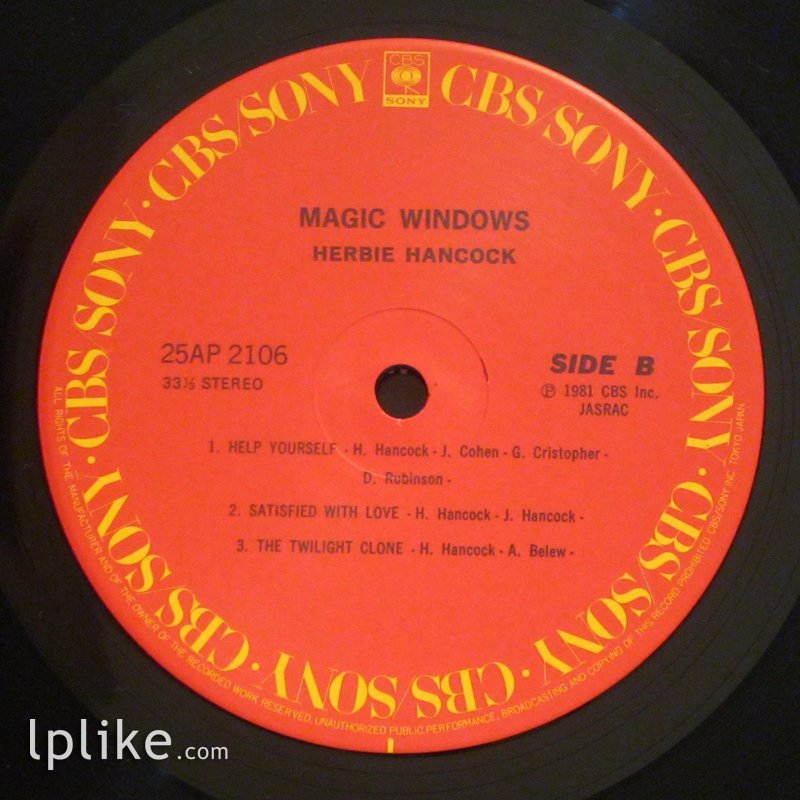 CBS
SONY
CBS/SONY · CBS/SONY · CBS/SONY · CBS/SONY · CBS/SONY · CBS/SONY · CBS/SONY · CBS/SONY
MAGIC WINDOWS
HERBIE HANCOCK
25AP 2106
33⅓ STEREO
SIDE B
Ⓟ 1981 CBS Inc.
JASRAC
1. HELP YOURSELF - H. Hancock - J. Cohen - G. Cristopher -
D. Rubinson -
2. SATISFIED WITH LOVE - H. Hancock - J. Hancock -
3. THE TWILIGHT CLONE - H. Hancock - A. Belew -
ALL RIGHTS OF THE MANUFACTURER AND OF THE OWNER OF THE RECORDED WORK RESERVED. UNAUTHORIZED PUBLIC PERFORMANCE, BROADCASTING AND COPYING OF THIS RECORD PROHIBITED CBS/SONY INC. TOKYO JAPAN
lplike.com